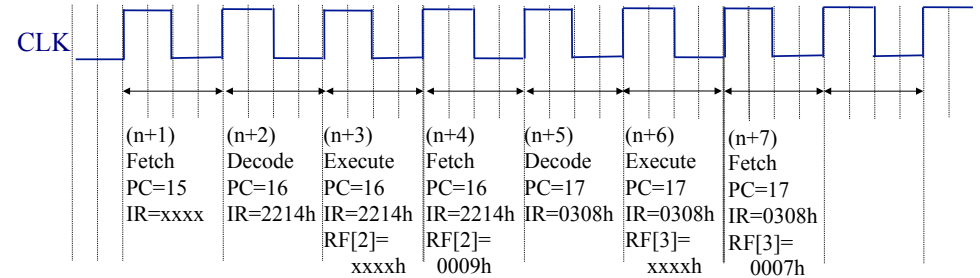 CLK
(n+1)
Fetch
PC=15
IR=xxxx
(n+2)
Decode
PC=16
IR=2214h
(n+3)
Execute
PC=16
IR=2214h
RF[2]=
xxxxh
(n+4)
Fetch
PC=16
IR=2214h
RF[2]=
0009h
(n+5)
Decode
PC=17
IR=0308h
(n+6)
Execute
PC=17
IR=0308h
RF[3]=
xxxxh
(n+7)
Fetch
PC=17
IR=0308h
RF[3]=
0007h